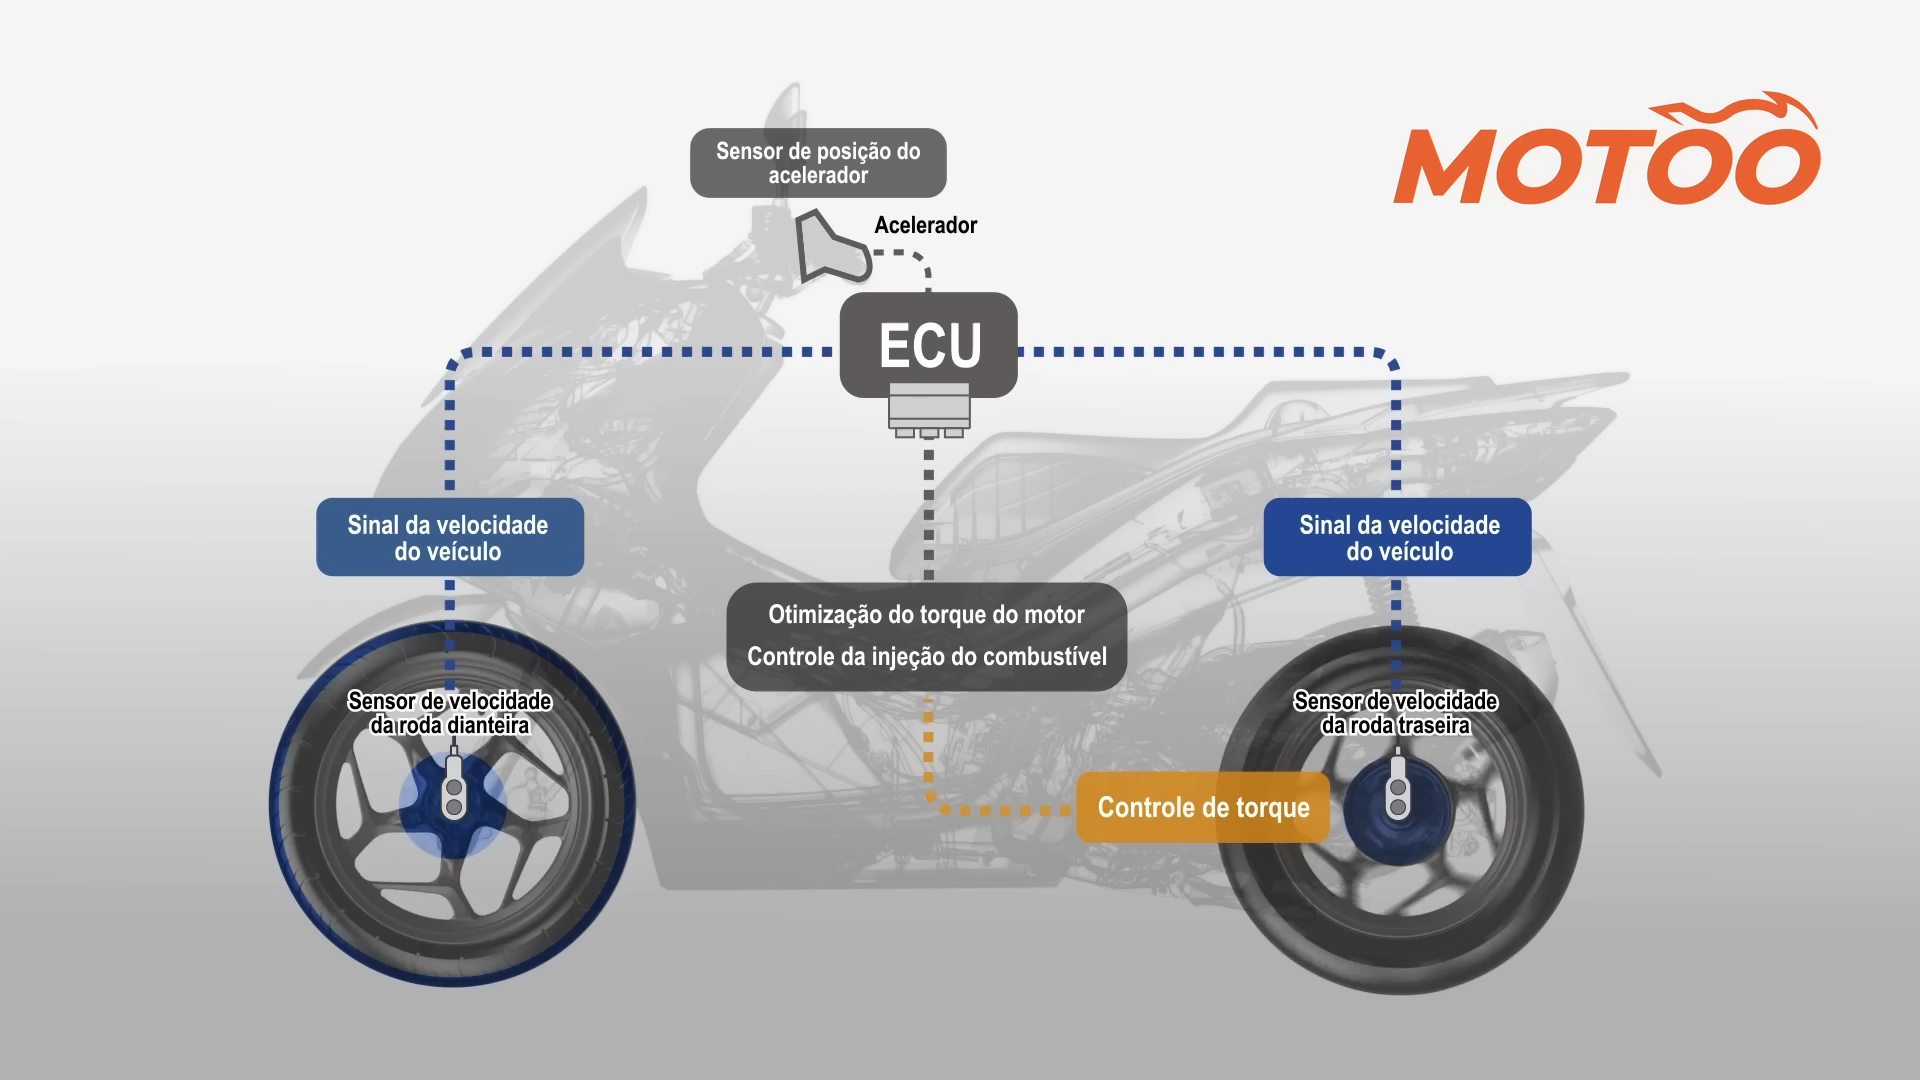 MOTOO
Sensor de posição do
acelerador
Acelerador
ECU
Sinal da velocidade
do veículo
Sinal da velocidade
do veículo
Otimização do torque do motor
Controle da injeção do combustível
Sensor de velocidade
da roda dianteira
Sensor de velocidade
da roda traseira
Controle de torque